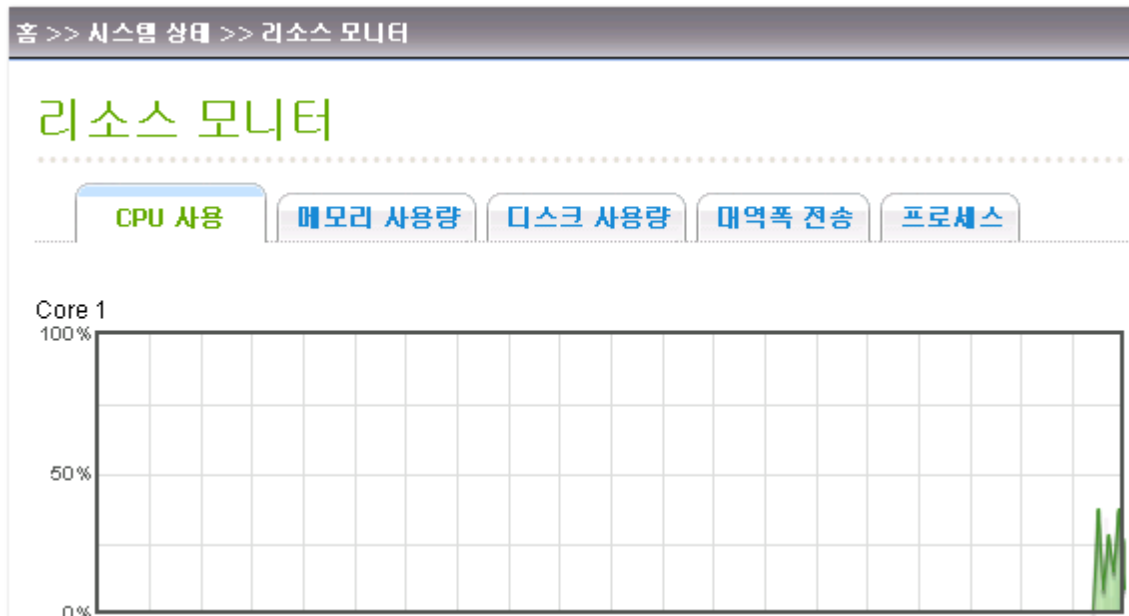 홈 >> 시스템 상태 >> 리소스 모니터
리소스 모니터
CPU 사용 메모리 사용량 디스크 사용량 대역폭 전송 프로세스
Core 1
100%
50%
0%